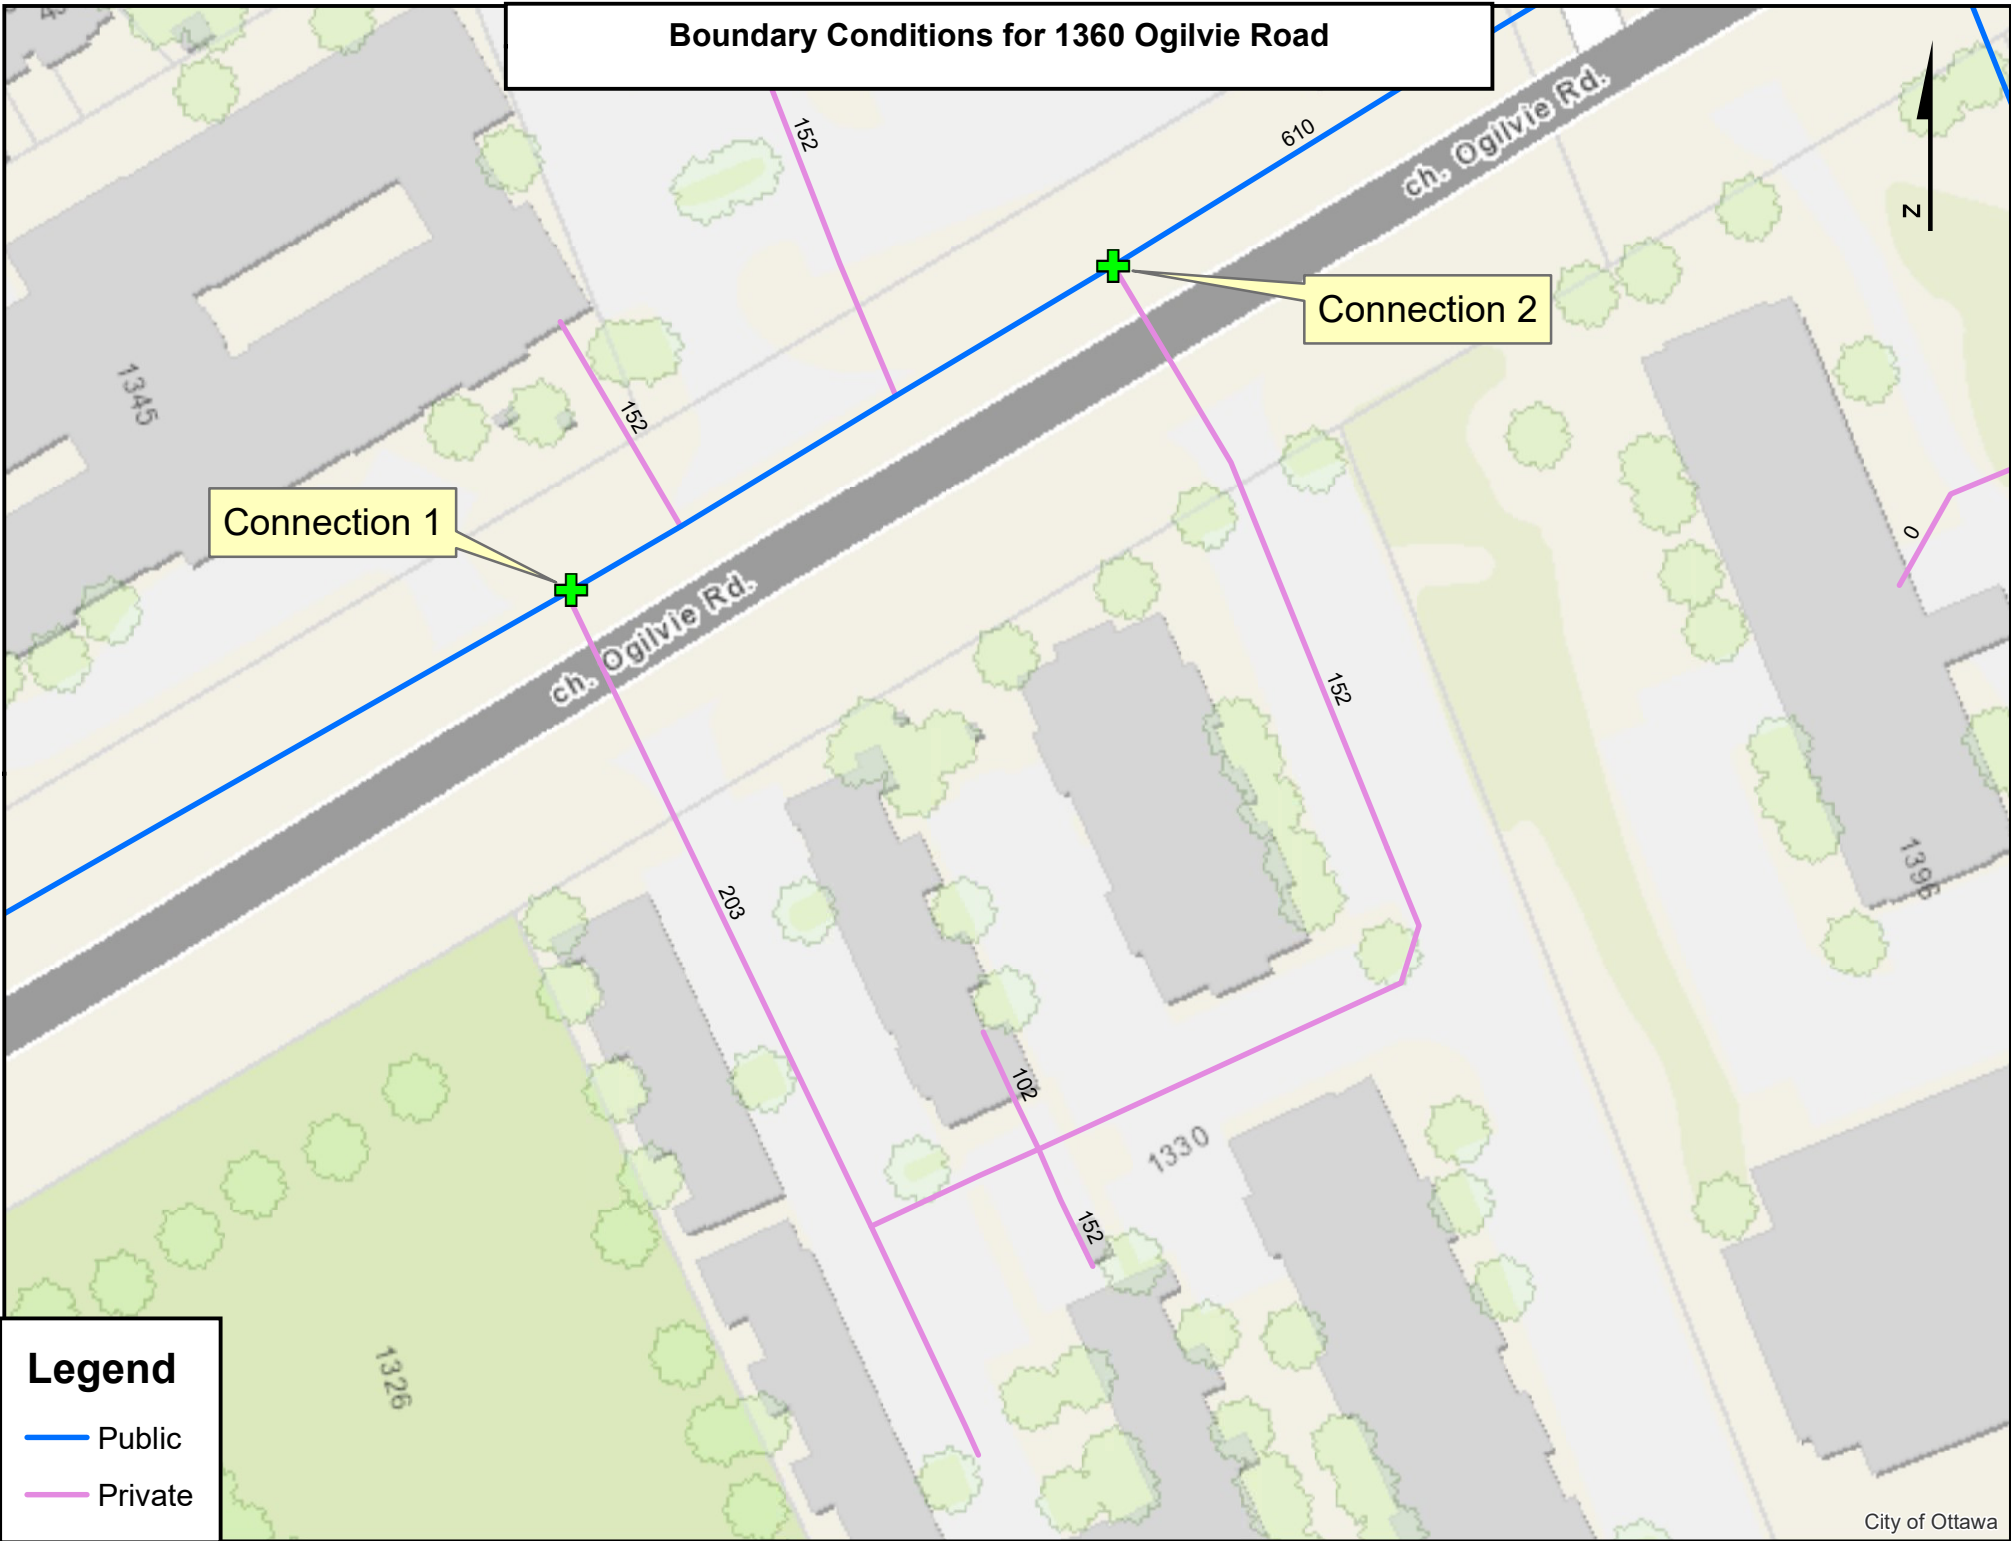 Boundary Conditions for 1360 Ogilvie Road
152
610
ch. Ogilvie Rd.
N
Connection 2
1345
152
Connection 1
0
ch. Ogilvie Rd.
152
203
1396
102
1330
152
1326
Legend
Public
Private
City of Ottawa